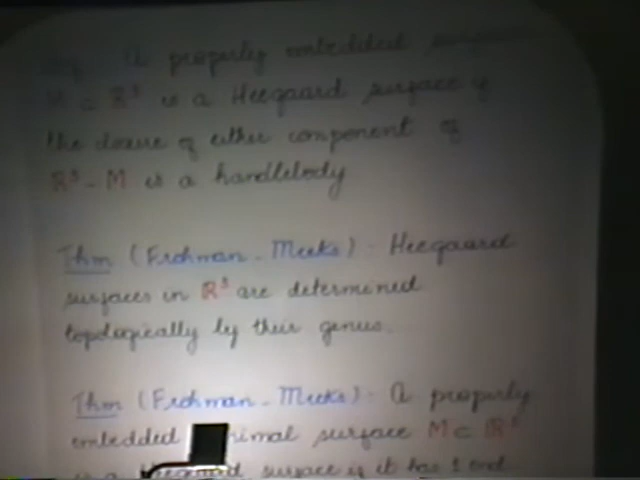 A properly embedded
M ⊂ R³ is a Heegaard surface if
the closure of either component of
R³ - M is a handlebody
Thm (Frohman - Meeks): Heegaard
surfaces in R³ are determined
topologically by their genus.
Thm (Frohman - Meeks): A properly
embedded minimal surface M ⊂ R³
is a Heegaard surface if it has 1 end